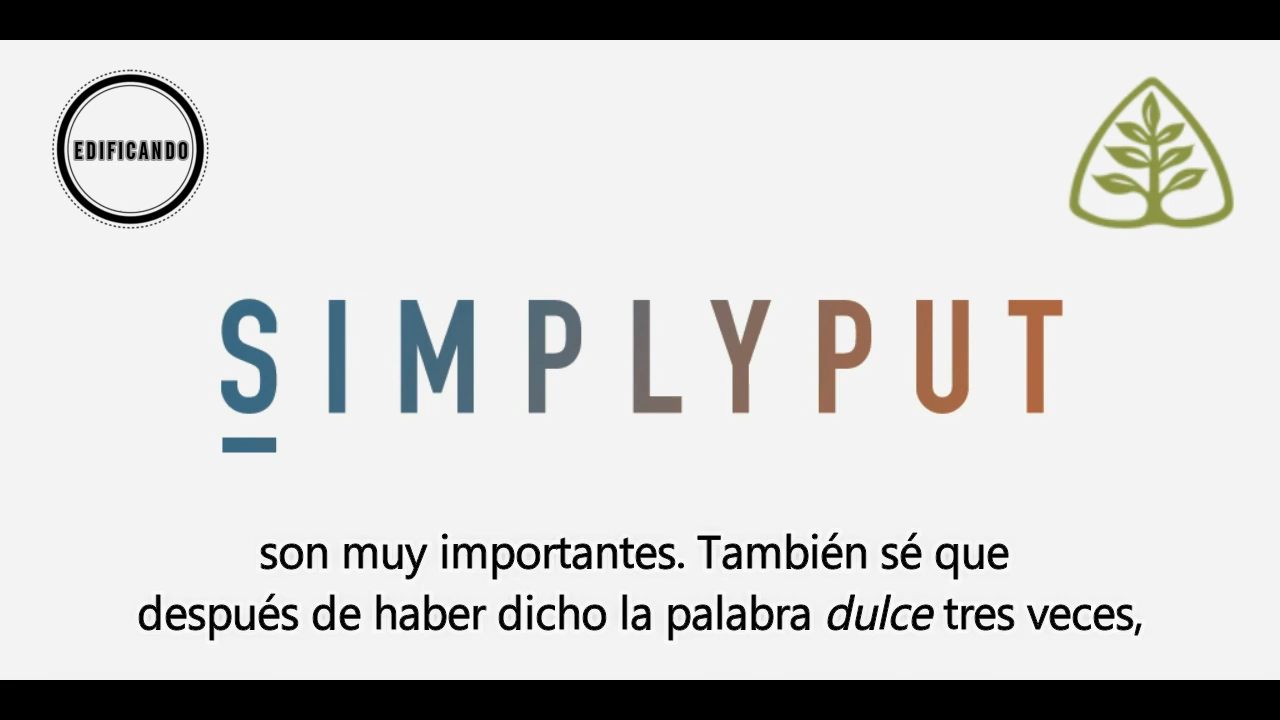 EDIFICANDO
SIMPLYPUT
son muy importantes. También sé que
después de haber dicho la palabra dulce tres veces,